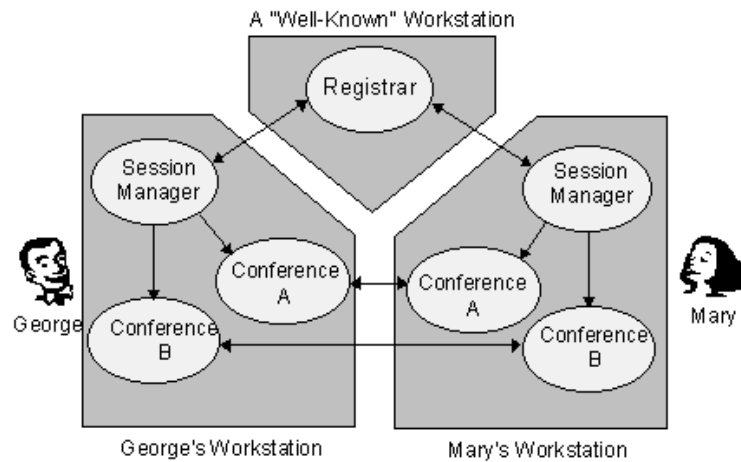 A "Well-Known" Workstation
Registrar
Session
Manager
Session
Manager
Conference
A
Conference
A
George
Conference
B
Conference
B
Mary
George's Workstation
Mary's Workstation